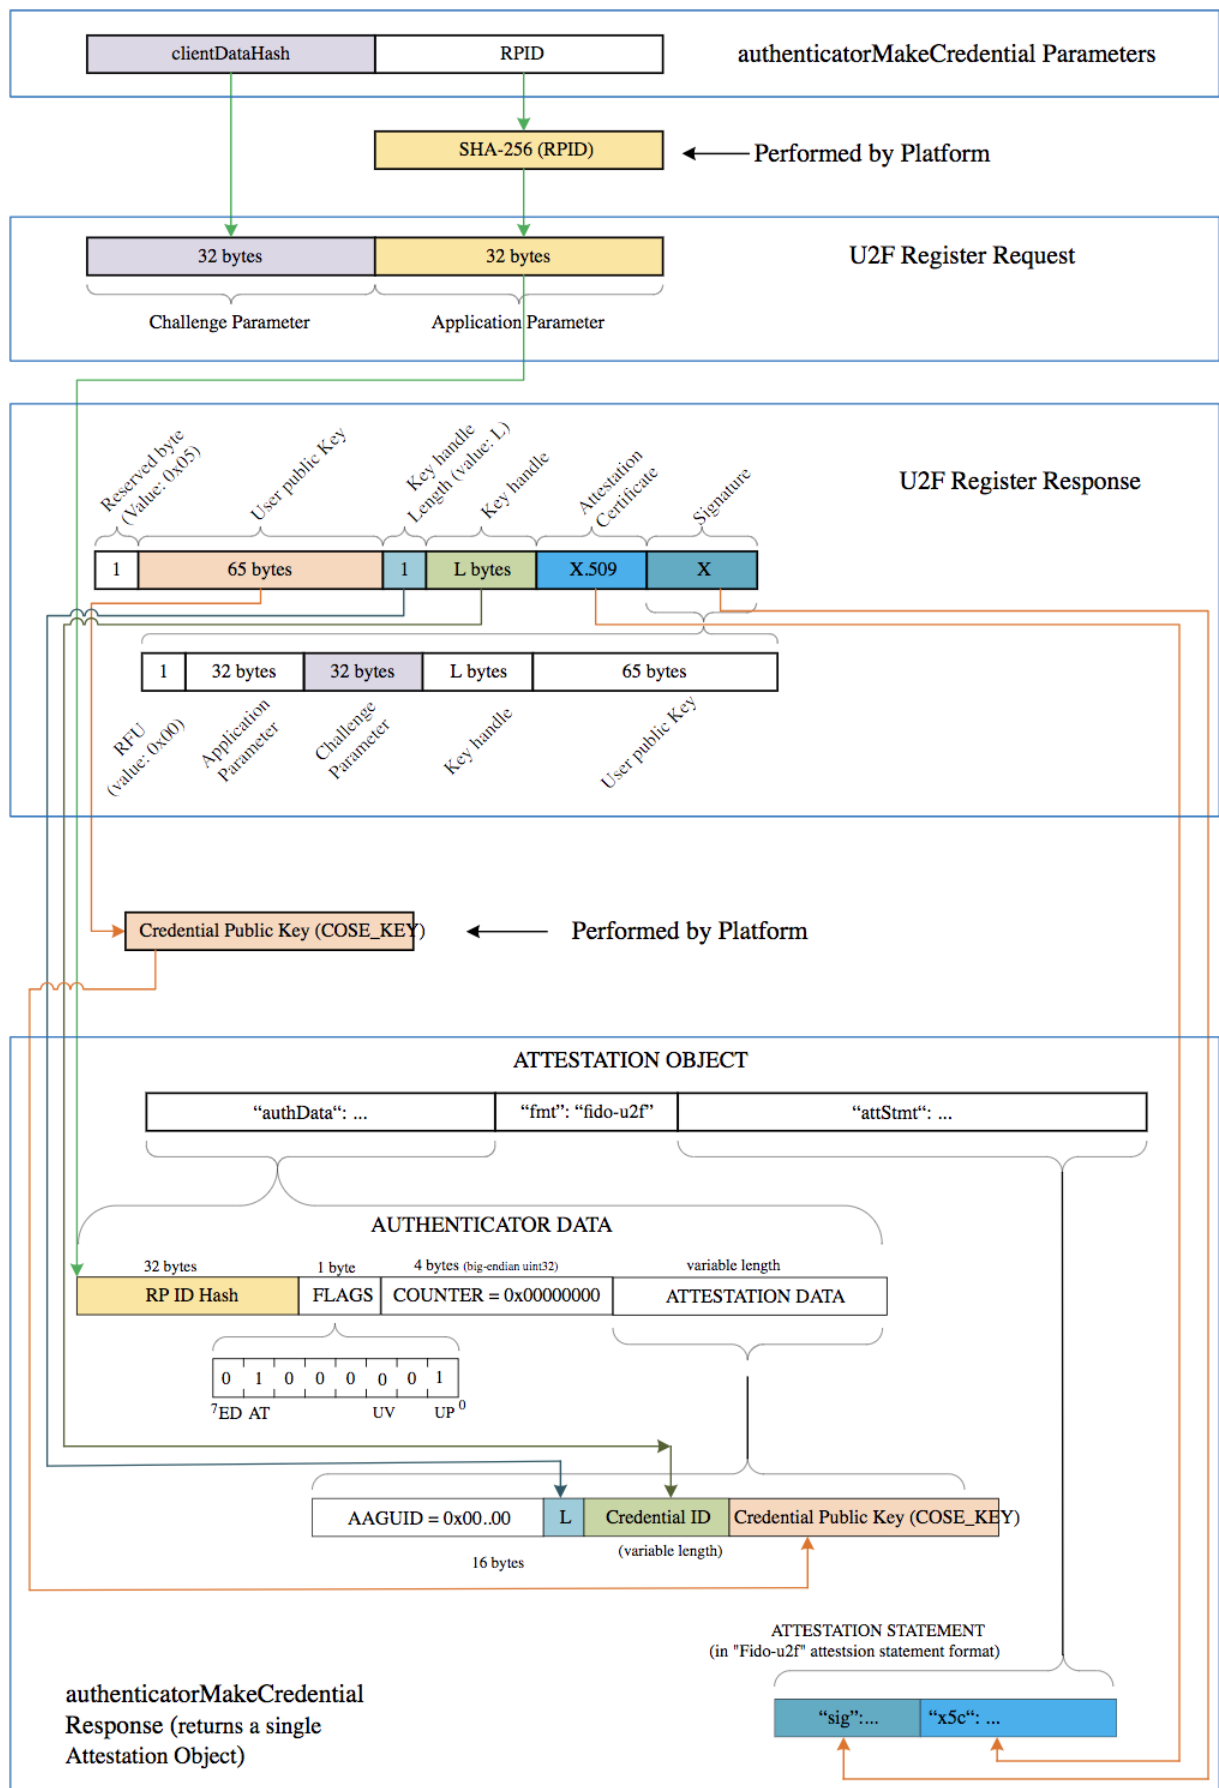 clientDataHash
RPID
authenticatorMakeCredential Parameters
SHA-256 (RPID)
Performed by Platform
32 bytes
32 bytes
U2F Register Request
Challenge Parameter
Application Parameter
U2F Register Response
Reserved byte
(Value: 0x05)
User public Key
Key handle
Length (value: L)
Key handle
Attestation
Certificate
Signature
1
65 bytes
1
L bytes
X.509
X
1
32 bytes
32 bytes
L bytes
65 bytes
RFU
(value: 0x00)
Application
Parameter
Challenge
Parameter
Key handle
User public Key
Credential Public Key (COSE_KEY)
Performed by Platform
ATTESTATION OBJECT
“authData“: ...
“fmt”: “fido-u2f”
“attStmt“: ...
AUTHENTICATOR DATA
32 bytes
1 byte
4 bytes (big-endian uint32)
variable length
RP ID Hash
FLAGS
COUNTER = 0x00000000
ATTESTATION DATA
0 1 0 0 0 0 0 1
7 ED AT UV UP 0
AAGUID = 0x00..00
L
Credential ID
Credential Public Key (COSE_KEY)
16 bytes
(variable length)
ATTESTATION STATEMENT
(in "Fido-u2f" attestsion statement format)
“sig”:...
“x5c“: ...
authenticatorMakeCredential
Response (returns a single
Attestation Object)